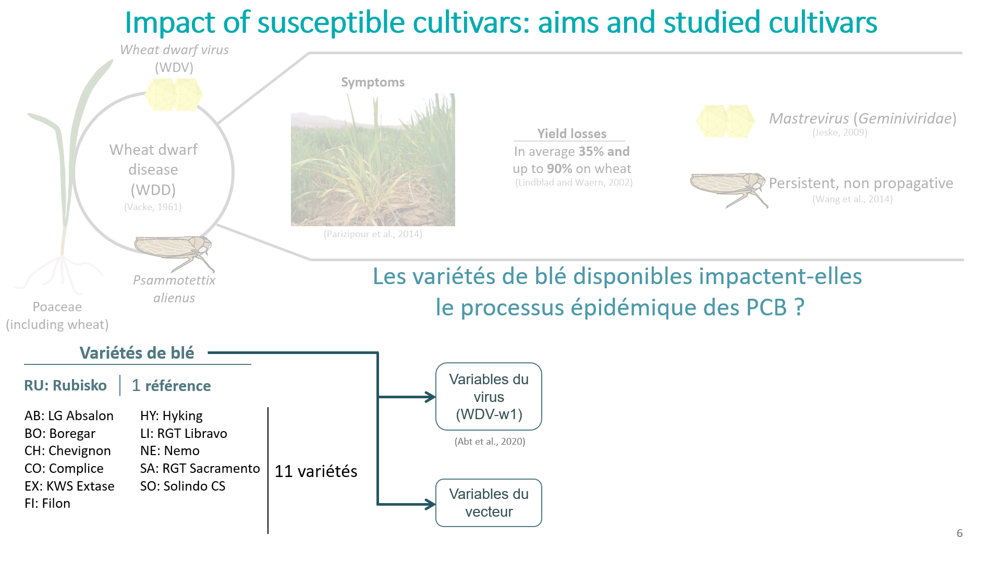 Impact of susceptible cultivars: aims and studied cultivars
Wheat dwarf virus
(WDV)
Wheat dwarf
disease
(WDD)
(Vacke, 1961)
Psammotettix
alienus
Poaceae
(including wheat)
Symptoms
(Parizipour et al., 2014)
Yield losses
In average 35% and
up to 90% on wheat
(Lindblad and Waern, 2002)
Mastrevirus (Geminiviridae)
(Jeske, 2009)
Persistent, non propagative
(Wang et al., 2014)
Les variétés de blé disponibles impactent-elles
le processus épidémique des PCB ?
Variétés de blé
RU: Rubisko
1 référence
AB: LG Absalon
BO: Boregar
CH: Chevignon
CO: Complice
EX: KWS Extase
FI: Filon
HY: Hyking
LI: RGT Libravo
NE: Nemo
SA: RGT Sacramento
SO: Solindo CS
11 variétés
Variables du
virus
(WDV-w1)
(Abt et al., 2020)
Variables du
vecteur
6